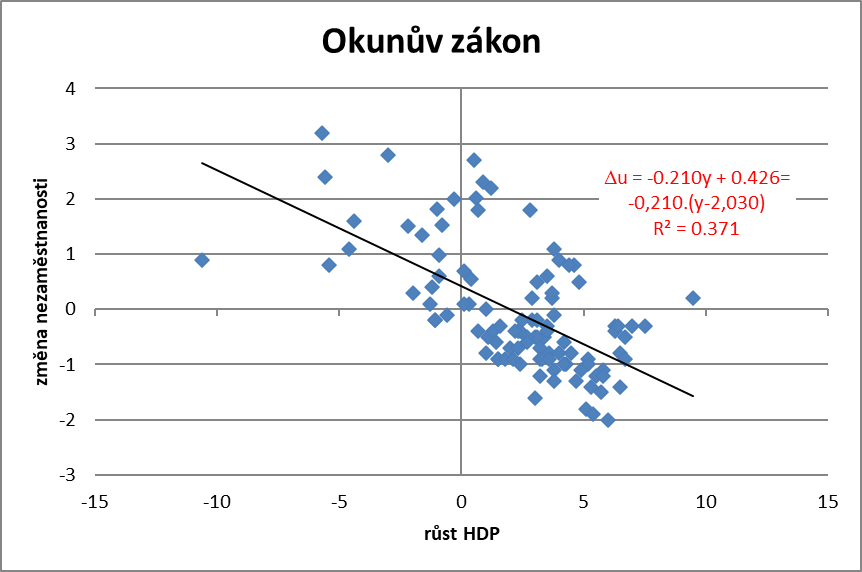 Okunův zákon
4
3
2
1
0
-1
-2
-3
-15
-10
-5
0
5
10
15
změna nezaměstnanosti
růst HDP
Δu = -0.210y + 0.426=
-0,210.(y-2,030)
R² = 0.371